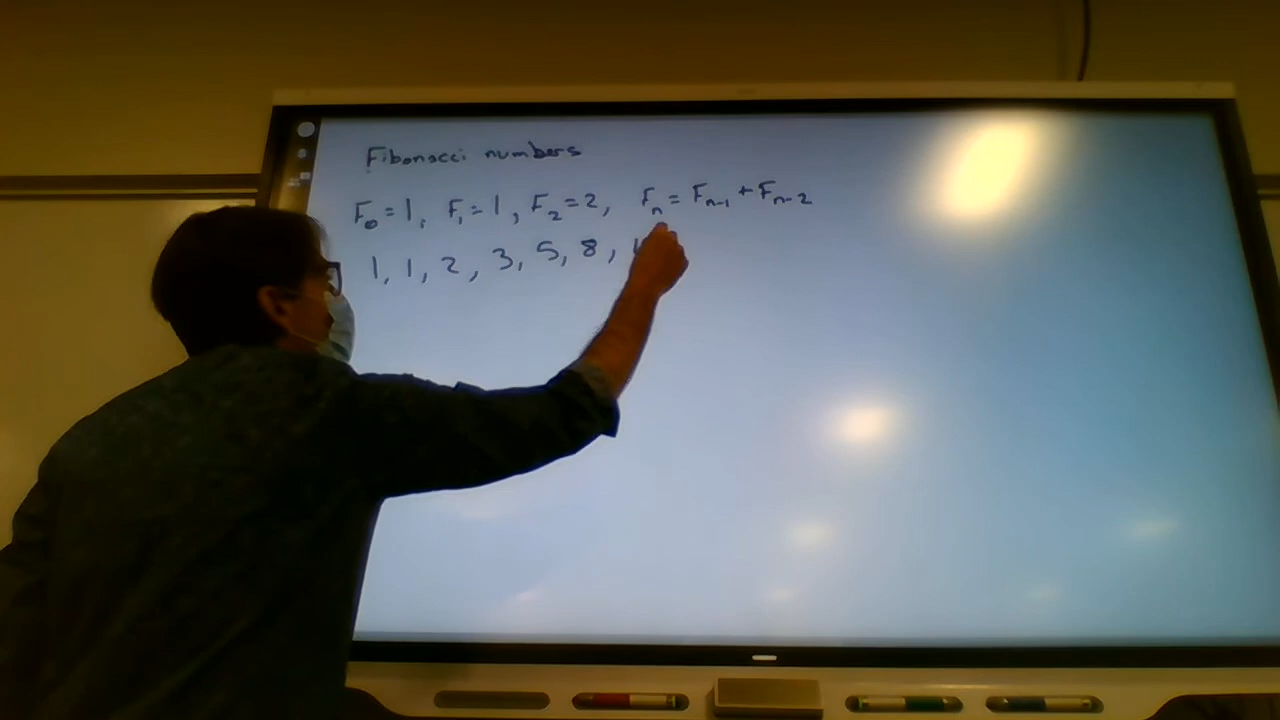 Fibonacci numbers
F₀ = 1, F₁ = 1, F₂ = 2, Fₙ = Fₙ₋₁ + Fₙ₋₂
1, 1, 2, 3, 5, 8, 1